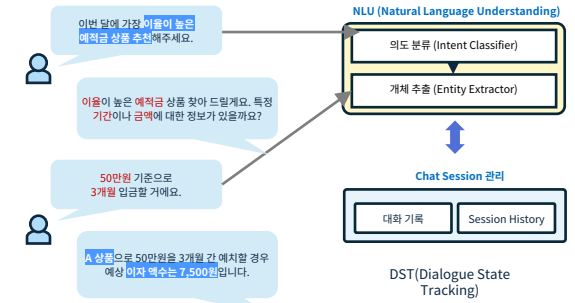 이번 달에 가장 이율이 높은
예적금 상품 추천해주세요.
이율이 높은 예적금 상품 찾아 드릴게요. 특정
기간이나 금액에 대한 정보가 있을까요?
50만원 기준으로
3개월 입금할 거에요.
A 상품으로 50만원을 3개월 간 예치할 경우
예상 이자 액수는 7,500원입니다.
NLU (Natural Language Understanding)
의도 분류 (Intent Classifier)
개체 추출 (Entity Extractor)
Chat Session 관리
대화 기록
Session History
DST(Dialogue State
Tracking)